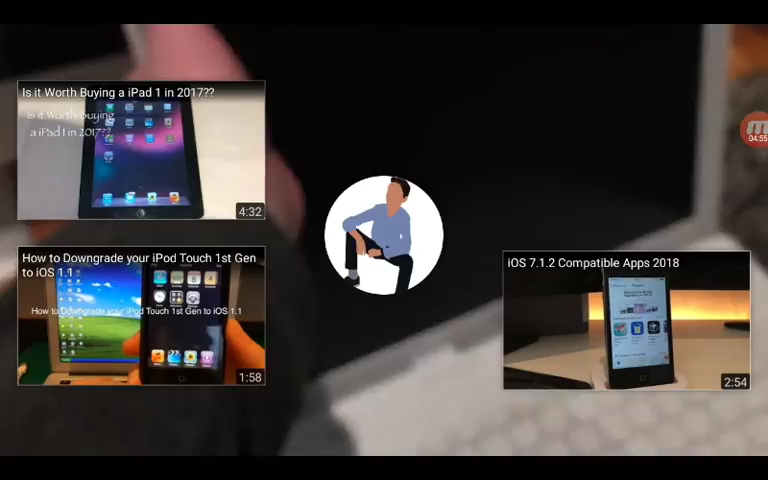 Is it Worth Buying a iPad 1 in 2017??
Is it Worth Buying
a iPad 1 in 2017??
4:32
04:55
How to Downgrade your iPod Touch 1st Gen
to iOS 1.1
How to Downgrade your iPod Touch 1st Gen to iOS 1.1
1:58
iOS 7.1.2 Compatible Apps 2018
2:54